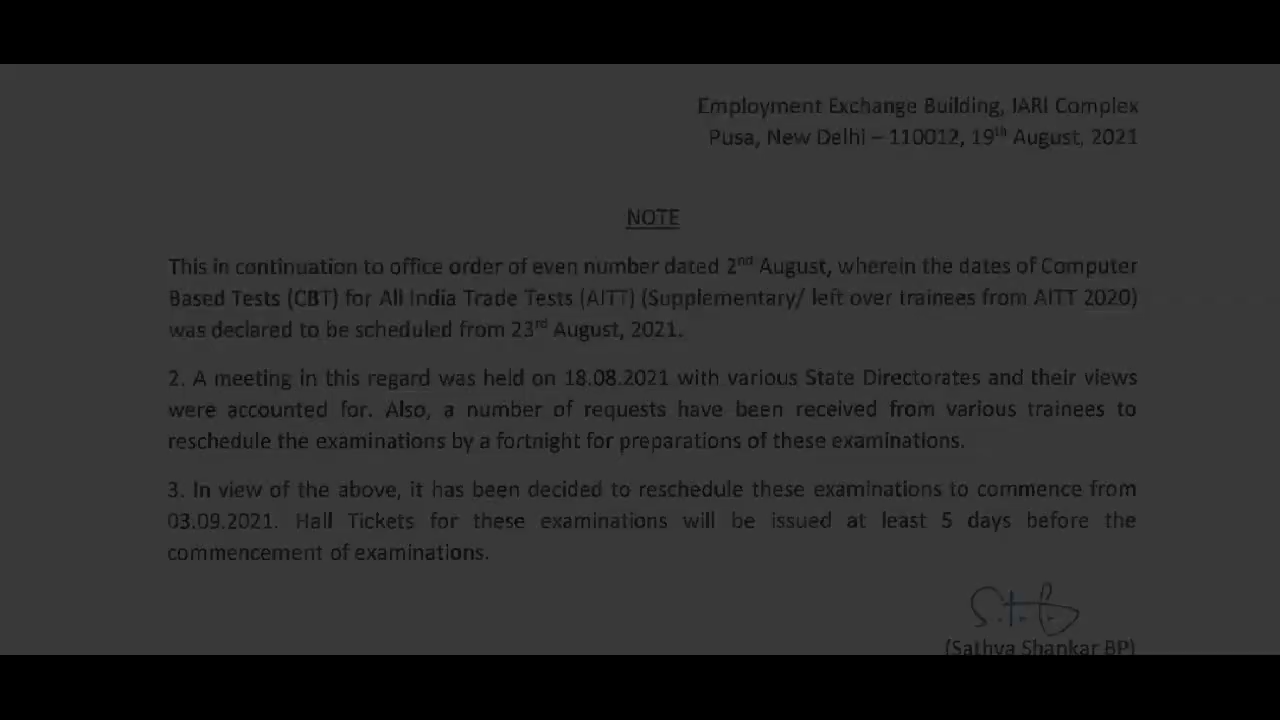 Employment Exchange Building, IARI Complex
Pusa, New Delhi – 110012, 19th August, 2021
NOTE
This in continuation to office order of even number dated 2nd August, wherein the dates of Computer
Based Tests (CBT) for All India Trade Tests (AITT) (Supplementary/ left over trainees from AITT 2020)
was declared to be scheduled from 23rd August, 2021.
2. A meeting in this regard was held on 18.08.2021 with various State Directorates and their views
were accounted for. Also, a number of requests have been received from various trainees to
reschedule the examinations by a fortnight for preparations of these examinations.
3. In view of the above, it has been decided to reschedule these examinations to commence from
03.09.2021. Hall Tickets for these examinations will be issued at least 5 days before the
commencement of examinations.
(Sathya Shankar BP)